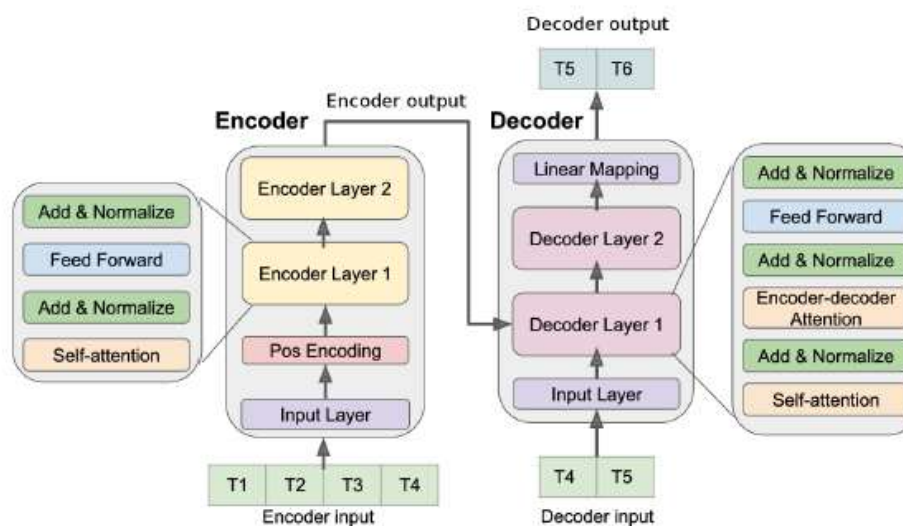 Decoder output
T5 T6
Encoder output
Encoder
Decoder
Add & Normalize
Feed Forward
Add & Normalize
Self-attention
Encoder Layer 2
Encoder Layer 1
Pos Encoding
Input Layer
T1 T2 T3 T4
Encoder input
Linear Mapping
Decoder Layer 2
Decoder Layer 1
Input Layer
T4 T5
Decoder input
Add & Normalize
Feed Forward
Add & Normalize
Encoder-decoder
Attention
Add & Normalize
Self-attention